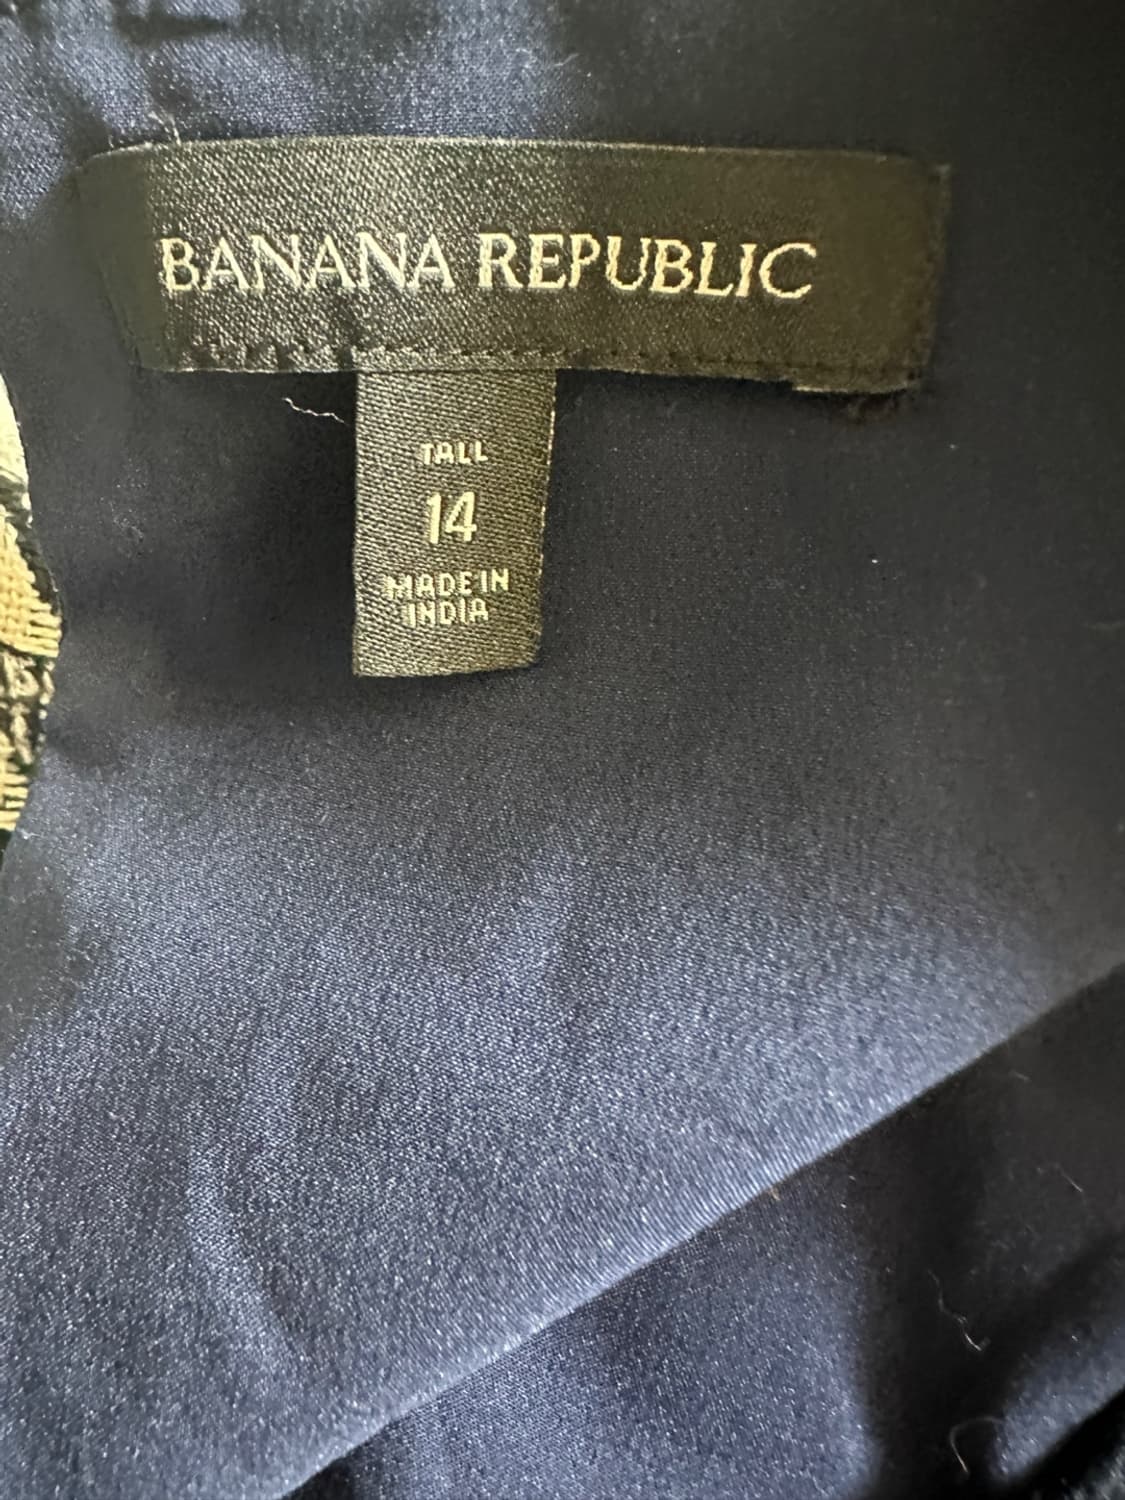 BANANA REPUBLIC
TALL
14
MADE IN
INDIA